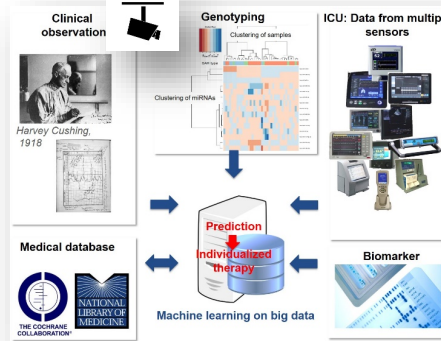 Clinical
observation
Harvey Cushing,
1918
Genotyping
Clustering of samples
Clustering of miRNAs
ICU: Data from multip
sensors
Prediction
Individualized
therapy
Machine learning on big data
Medical database
THE COCHRANE
COLLABORATION®
NATIONAL
LIBRARY OF
MEDICINE
Biomarker